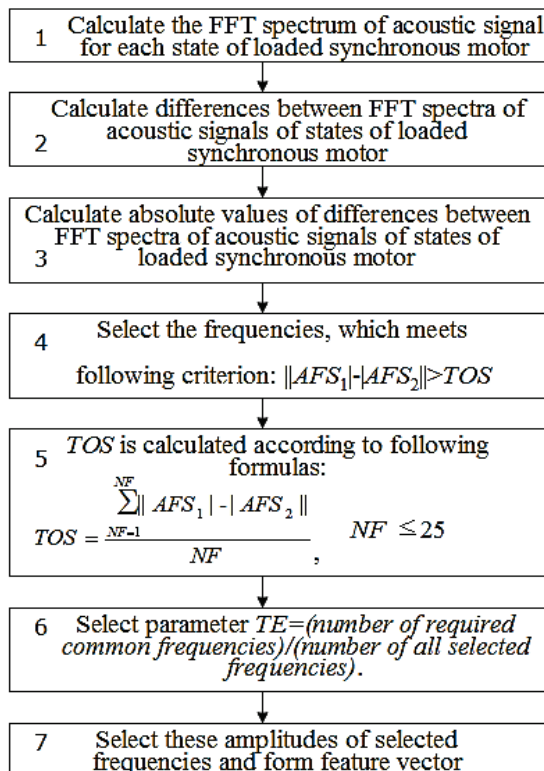 1 Calculate the FFT spectrum of acoustic signal
for each state of loaded synchronous motor
Calculate differences between FFT spectra of
acoustic signals of states of loaded
2 synchronous motor
Calculate absolute values of differences between
FFT spectra of acoustic signals of states of
3 loaded synchronous motor
4 Select the frequencies, which meets
following criterion: ||AFS₁|-|AFS₂||>TOS
5 TOS is calculated according to following
formulas:
TOS = \frac{\sum_{NF=1}^{NF} || AFS_1 | - | AFS_2 ||}{NF}, NF ≤ 25
6 Select parameter TE=(number of required
common frequencies)/(number of all selected
frequencies).
7 Select these amplitudes of selected
frequencies and form feature vector